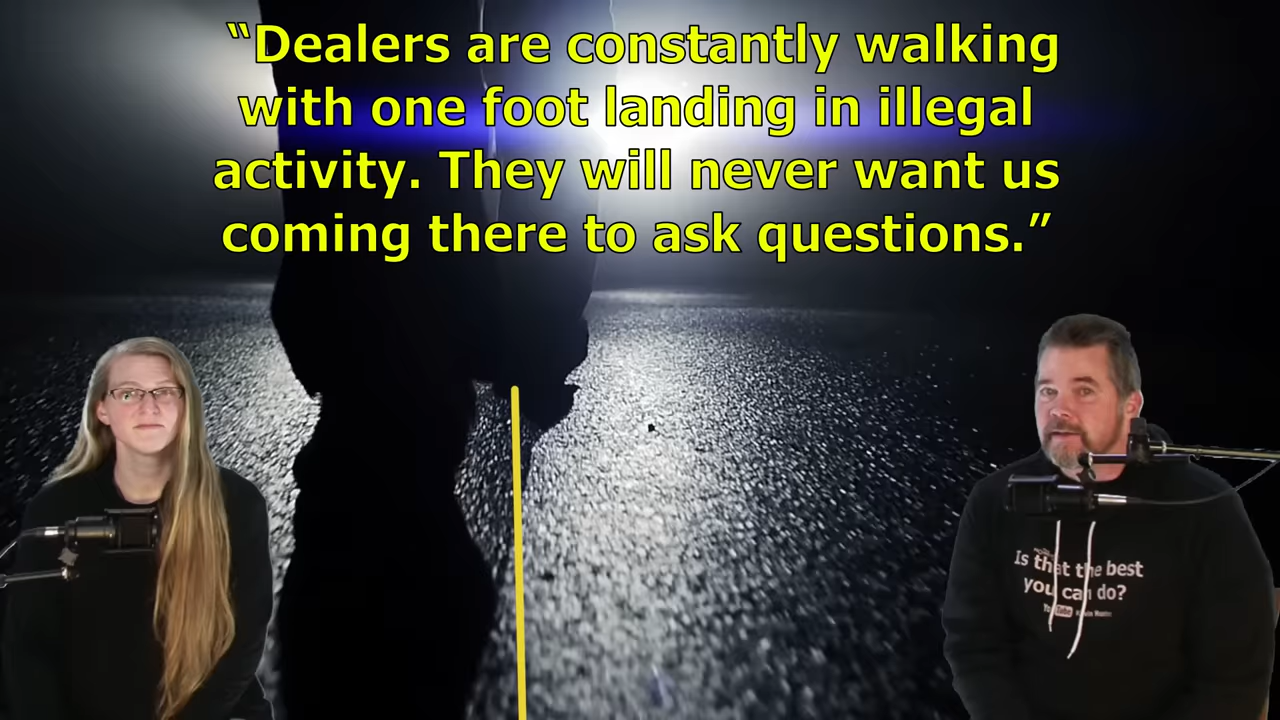 “Dealers are constantly walking
with one foot landing in illegal
activity. They will never want us
coming there to ask questions.”
Is that the best
you can do?
YouTube